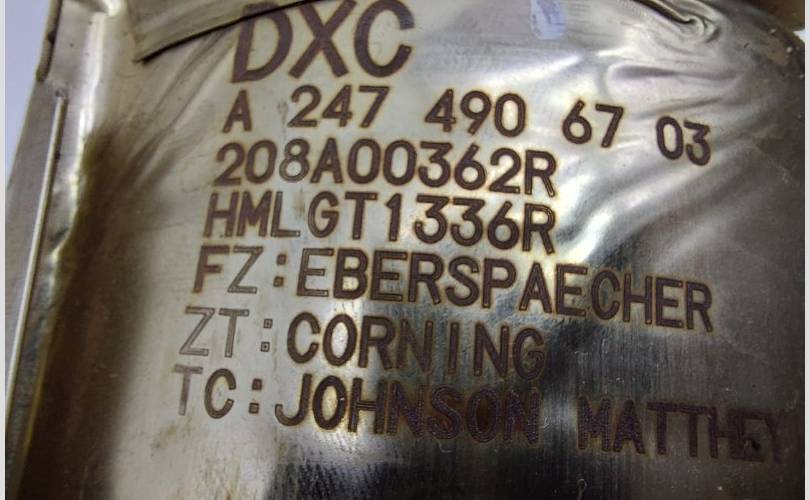 DXC
A 247 490 67 03
208A00362R
HMLGT1336R
FZ:EBERSPAECHER
ZT:CORNING
TC:JOHNSON MATTHEY